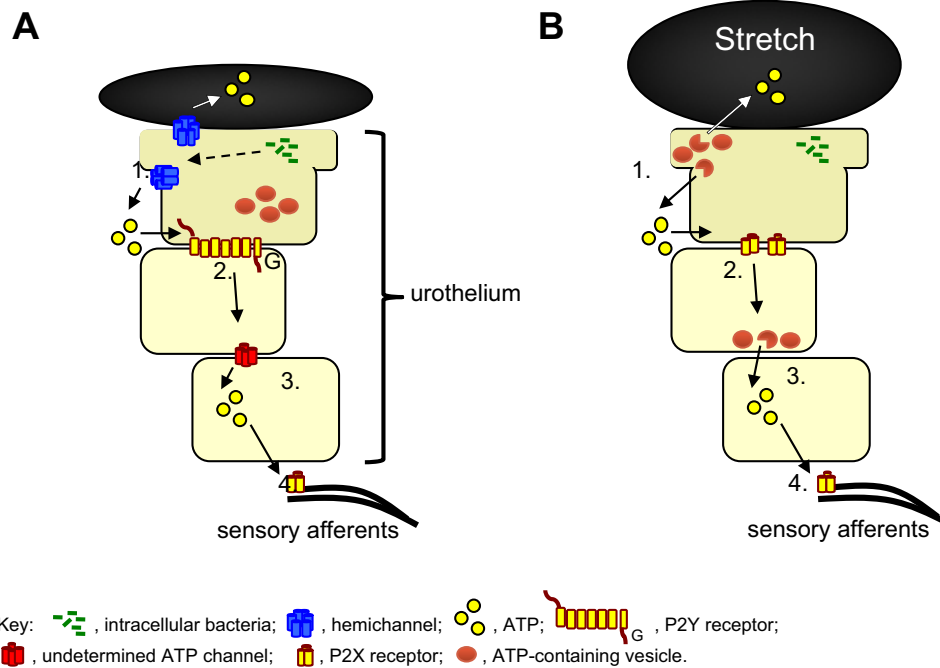 A
B
Stretch
1.
1.
G
2.
2.
urothelium
3.
3.
4
4.
sensory afferents
sensory afferents
Key: , intracellular bacteria; , hemichannel; , ATP; G , P2Y receptor;
, undetermined ATP channel; , P2X receptor; , ATP-containing vesicle.